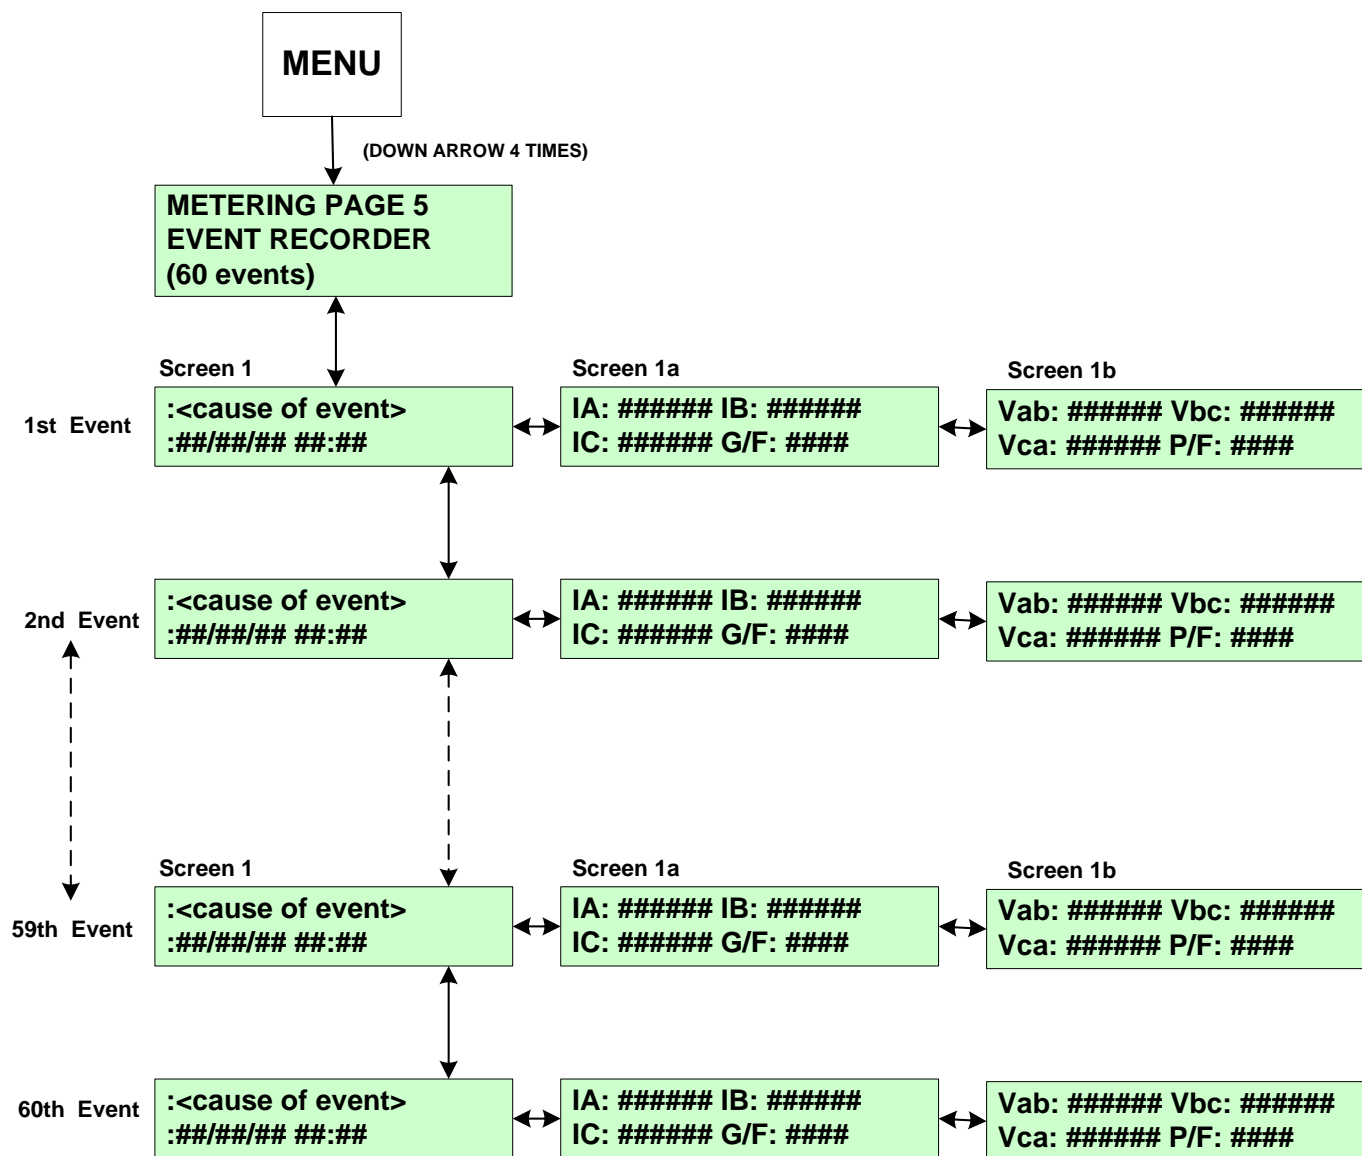 MENU
(DOWN ARROW 4 TIMES)
METERING PAGE 5
EVENT RECORDER
(60 events)
Screen 1
Screen 1a
Screen 1b
1st Event
:<cause of event>
:##/##/## ##:##
IA: ###### IB: ######
IC: ###### G/F: ####
Vab: ###### Vbc: ######
Vca: ###### P/F: ####
2nd Event
:<cause of event>
:##/##/## ##:##
IA: ###### IB: ######
IC: ###### G/F: ####
Vab: ###### Vbc: ######
Vca: ###### P/F: ####
Screen 1
Screen 1a
Screen 1b
59th Event
:<cause of event>
:##/##/## ##:##
IA: ###### IB: ######
IC: ###### G/F: ####
Vab: ###### Vbc: ######
Vca: ###### P/F: ####
60th Event
:<cause of event>
:##/##/## ##:##
IA: ###### IB: ######
IC: ###### G/F: ####
Vab: ###### Vbc: ######
Vca: ###### P/F: ####